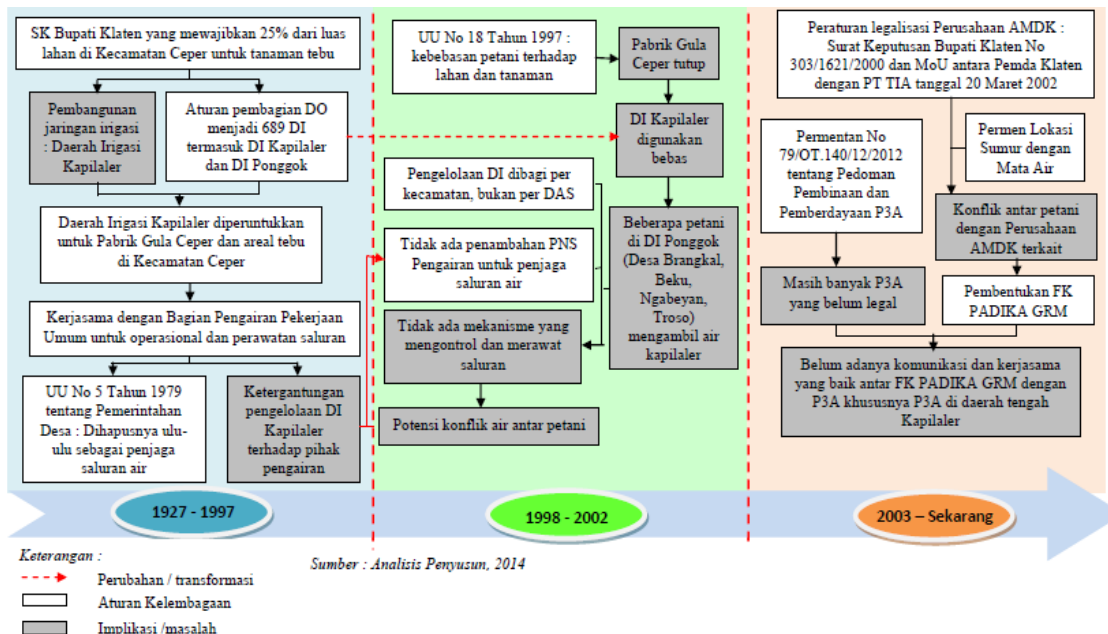 SK Bupati Klaten yang mewajibkan 25% dari luas
lahan di Kecamatan Ceper untuk tanaman tebu
Pembangunan
jaringan irigasi
: Daerah Irigasi
Kapilaler
Aturan pembagian DO
menjadi 689 DI
termasuk DI Kapilaler
dan DI Ponggok
Daerah Irigasi Kapilaler diperuntukkan
untuk Pabrik Gula Ceper dan areal tebu
di Kecamatan Ceper
Kerjasama dengan Bagian Pengairan Pekerjaan
Umum untuk operasional dan perawatan saluran
UU No 5 Tahun 1979
tentang Pemerintahan
Desa : Dihapusnya ulu-
ulu sebagai penjaga
saluran air
Ketergantungan
pengelolaan DI
Kapilaler
terhadap pihak
pengairan
UU No 18 Tahun 1997 :
kebebasan petani terhadap
lahan dan tanaman
Pabrik Gula
Ceper tutup
DI Kapilaler
digunakan
bebas
Pengelolaan DI dibagi per
kecamatan, bukan per DAS
Tidak ada penambahan PNS
Pengairan untuk penjaga
saluran air
Beberapa petani
di DI Ponggok
(Desa Brangkal,
Beku,
Ngabeyan,
Troso)
mengambil air
kapilaler
Tidak ada mekanisme yang
mengontrol dan merawat
saluran
Potensi konflik air antar petani
Peraturan legalisasi Perusahaan AMDK :
Surat Keputusan Bupati Klaten No
303/1621/2000 dan MoU antara Pemda Klaten
dengan PT TIA tanggal 20 Maret 2002
Permentan No
79/OT.140/12/2012
tentang Pedoman
Pembinaan dan
Pemberdayaan P3A
Permen Lokasi
Sumur dengan
Mata Air
Konflik antar petani
dengan Perusahaan
AMDK terkait
Masih banyak P3A
yang belum legal
Pembentukan FK
PADIKA GRM
Belum adanya komunikasi dan kerjasama
yang baik antar FK PADIKA GRM dengan
P3A khususnya P3A di daerah tengah
Kapilaler
1927 - 1997
1998 - 2002
2003 – Sekarang
Keterangan :
Perubahan / transformasi
Aturan Kelembagaan
Implikasi /masalah
Sumber : Analisis Penyusun, 2014